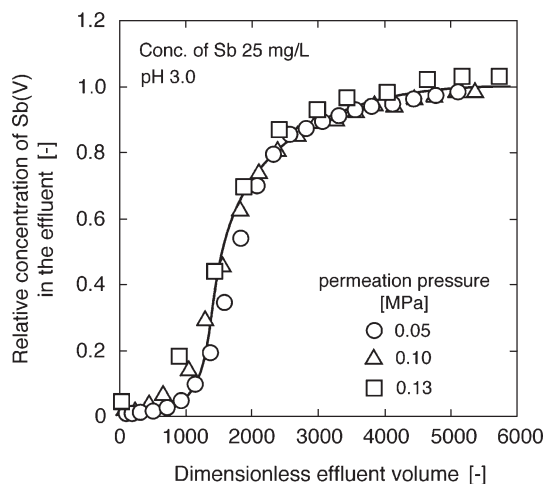 Conc. of Sb 25 mg/L
pH 3.0
Relative concentration of Sb(V)
in the effluent [-]
1.0
0.8
0.6
0.4
0.2
0
permeation pressure
[MPa]
0.05
0.10
0.13
0 1000 2000 3000 4000 5000 6000
Dimensionless effluent volume [-]